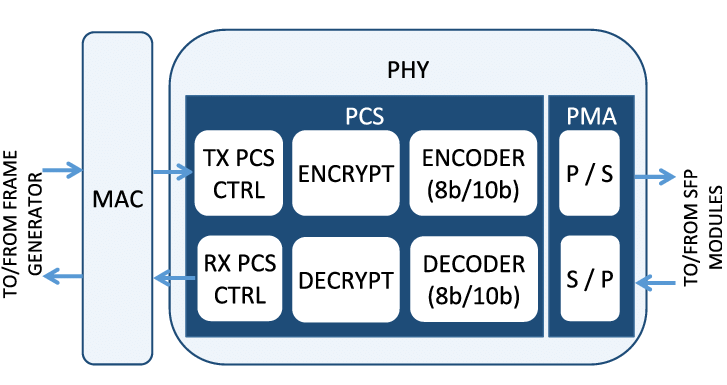 PHY
PCS
PMA
TX PCS
CTRL
ENCRYPT
ENCODER
(8b/10b)
P / S
MAC
RX PCS
CTRL
DECRYPT
DECODER
(8b/10b)
S / P
TO/FROM FRAME
GENERATOR
TO/FROM SFP
MODULES